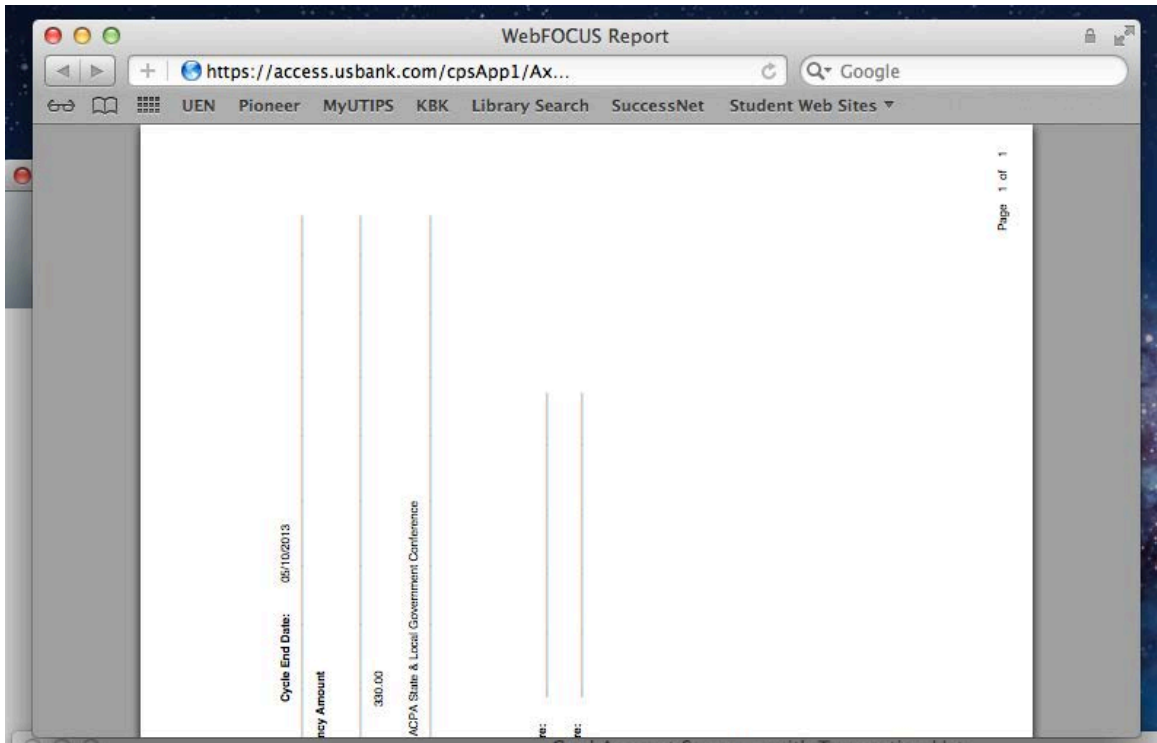 WebFOCUS Report
https://access.usbank.com/cpsApp1/Ax...
Google
UEN Pioneer MyUTIPS KBK Library Search SuccessNet Student Web Sites
Page 1 of 1
Cycle End Date: 05/10/2013
ncy Amount
330.00
ACPA State & Local Government Conference
re:
re: